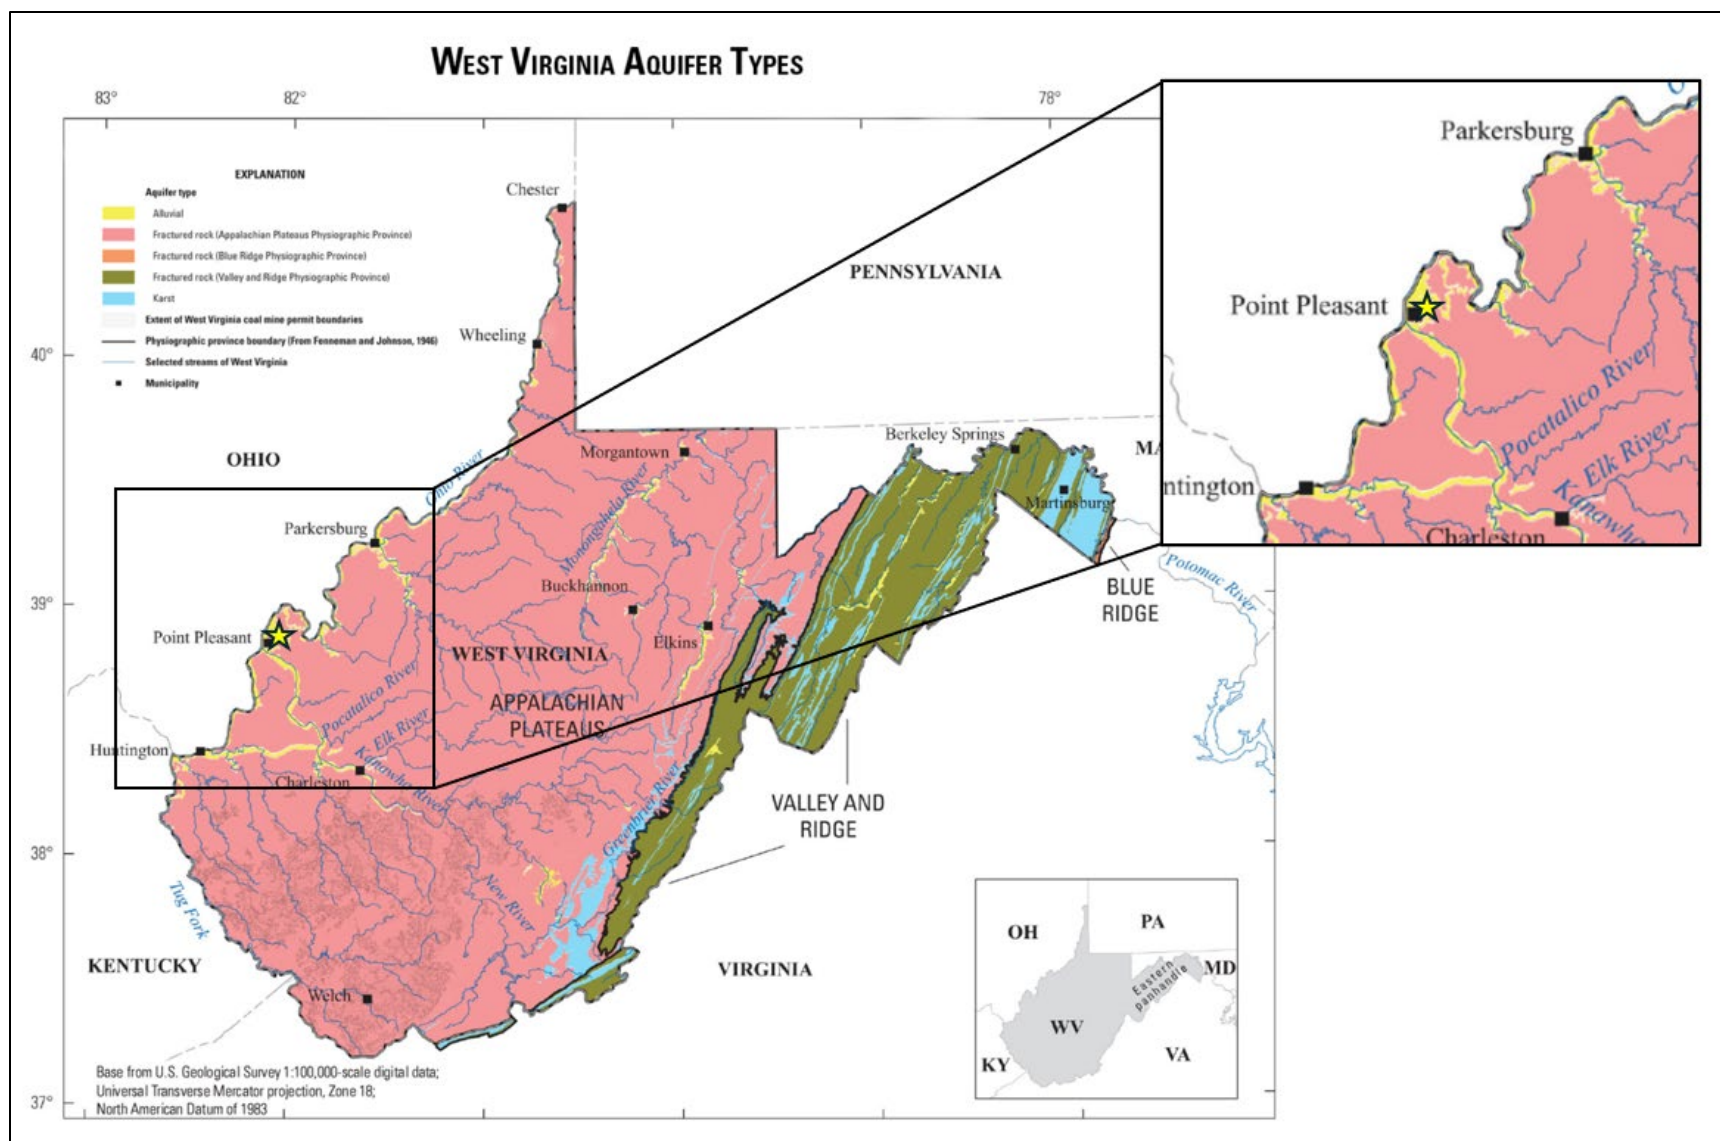 WEST VIRGINIA AQUIFER TYPES
83°
82°
78°
EXPLANATION
Aquifer type
Alluvial
Fractured rock (Appalachian Plateaus Physiographic Province)
Fractured rock (Blue Ridge Physiographic Province)
Fractured rock (Valley and Ridge Physiographic Province)
Karst
Extent of West Virginia coal mine permit boundaries
Physiographic province boundary (From Fenneman and Johnson, 1946)
Selected streams of West Virginia
Municipality
40°
39°
38°
37°
Chester
Wheeling
PENNSYLVANIA
OHIO
Ohio River
Morgantown
Monongahela River
Berkeley Springs
MA
Martinsburg
Parkersburg
Buckhannon
Elkins
Point Pleasant
WEST VIRGINIA
APPALACHIAN
PLATEAUS
Pocatalico River
Elk River
Kanawha River
Huntington
Charleston
BLUE
RIDGE
Potomac River
VALLEY AND
RIDGE
Greenbrier River
New River
Tug Fork
KENTUCKY
VIRGINIA
Welch
Base from U.S. Geological Survey 1:100,000-scale digital data;
Universal Transverse Mercator projection, Zone 18;
North American Datum of 1983
Parkersburg
Point Pleasant
Pocatalico River
Elk River
Kanawha
ntington
Charleston
OH
PA
MD
Eastern
panhandle
WV
KY
VA